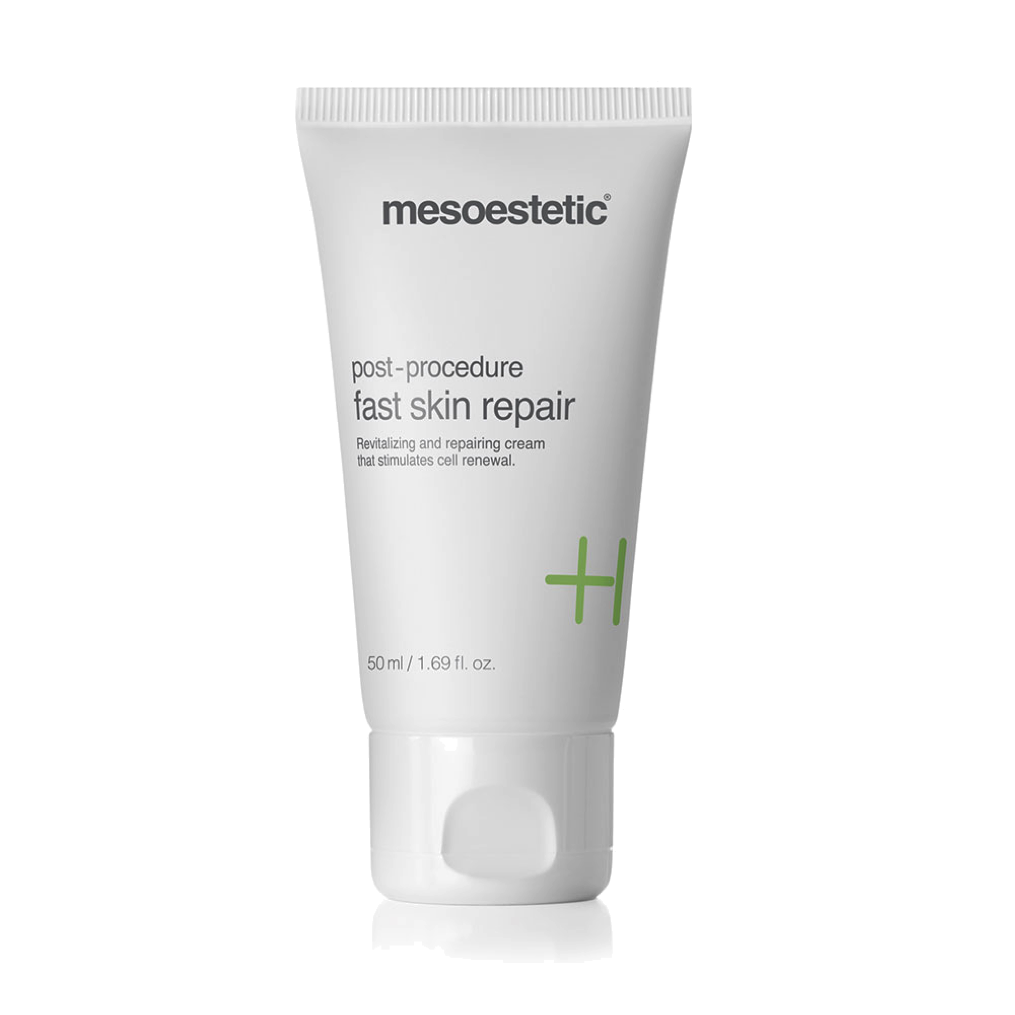 mesoestetic®
post-procedure
fast skin repair
Revitalizing and repairing cream
that stimulates cell renewal.
50 ml / 1.69 fl. oz.